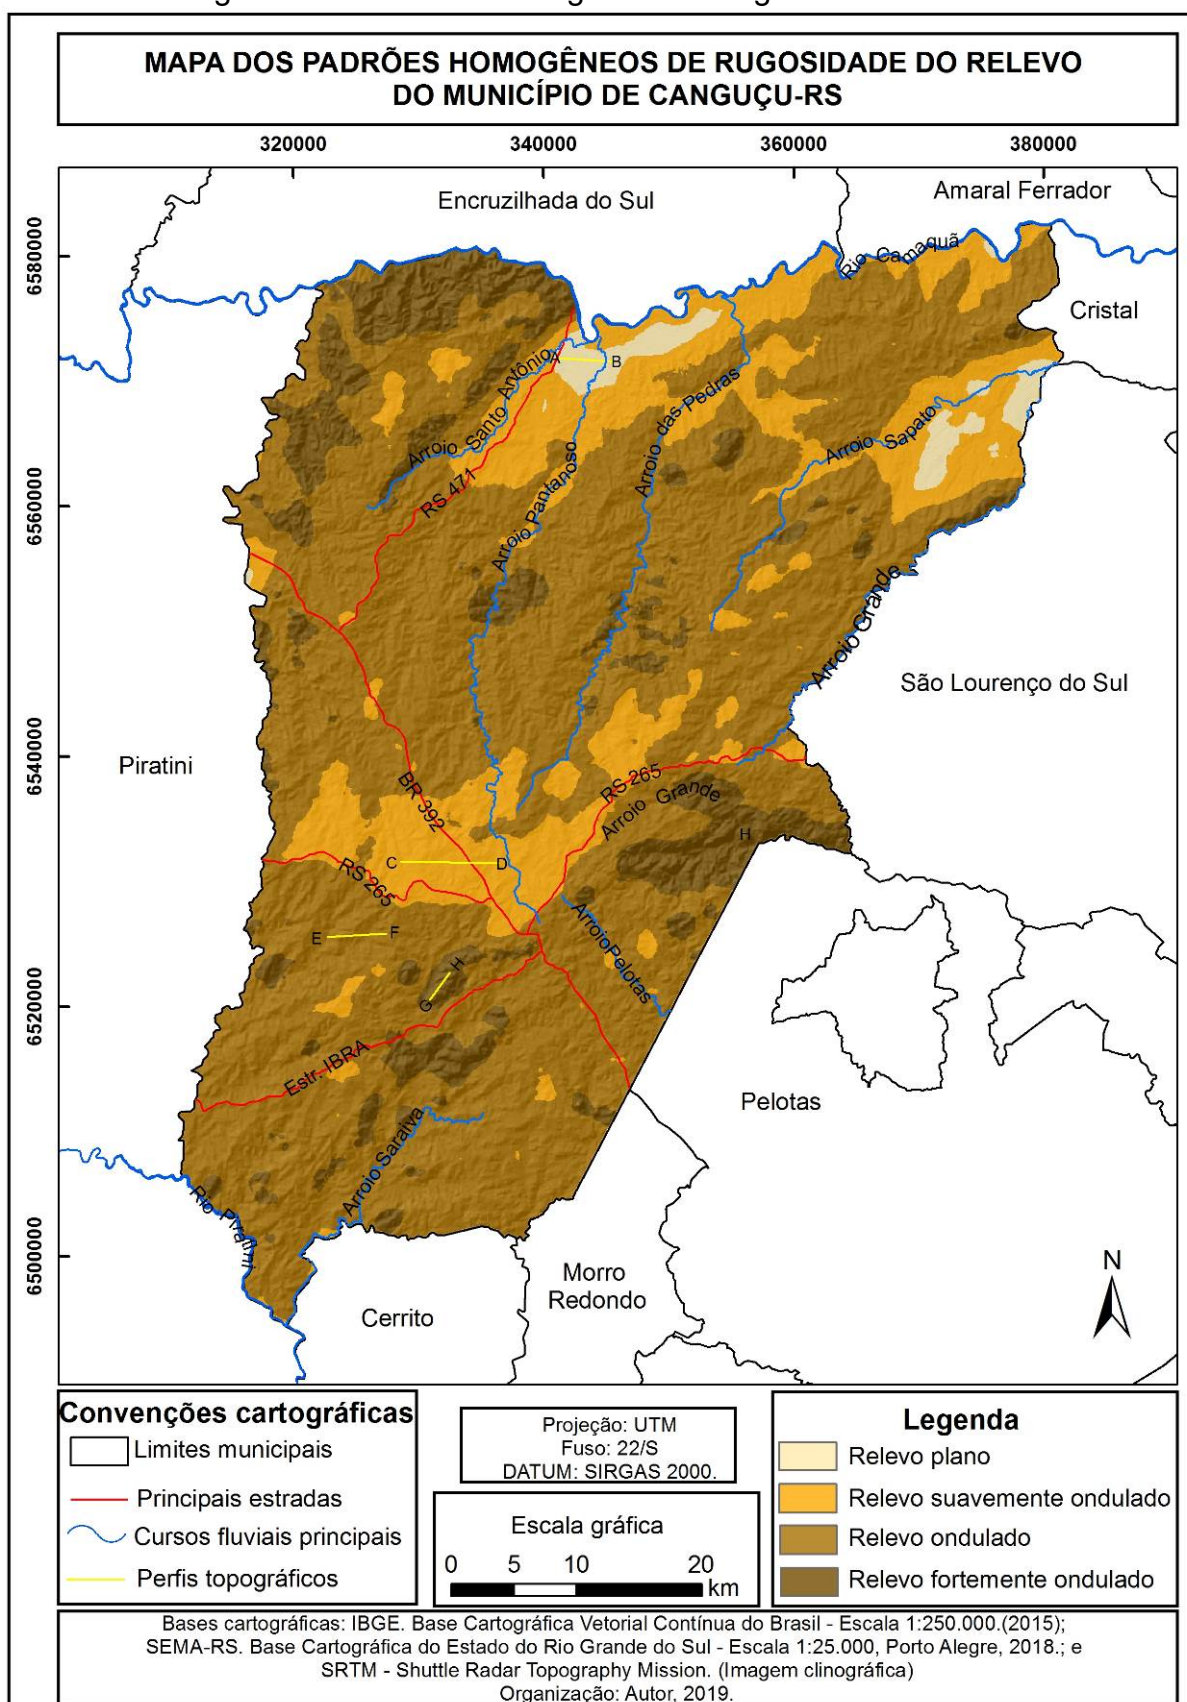 MAPA DOS PADRÕES HOMOGÊNEOS DE RUGOSIDADE DO RELEVO
DO MUNICÍPIO DE CANGUÇU-RS
320000
340000
360000
380000
6580000
6560000
6540000
6520000
6500000
Encruzilhada do Sul
Amaral Ferrador
Rio Camaquã
Cristal
A
B
Arroio Santo Antônio
RS 471
Arroio Pantanoso
Arroio das Pedras
Arroio Sapato
Arroio Grande
São Lourenço do Sul
Piratini
BR 392
RS 265
Arroio Grande
H
C
D
RS 265
E
F
G
H
Arroio Pelotas
Estr. IBRA
Pelotas
Arroio Saraiva
Rio Piratini
Morro
Redondo
Cerrito
N
Convenções cartográficas
Limites municipais
Principais estradas
Cursos fluviais principais
Perfis topográficos
Projeção: UTM
Fuso: 22/S
DATUM: SIRGAS 2000.
Escala gráfica
0 5 10 20
km
Legenda
Relevo plano
Relevo suavemente ondulado
Relevo ondulado
Relevo fortemente ondulado
Bases cartográficas: IBGE. Base Cartográfica Vetorial Contínua do Brasil - Escala 1:250.000.(2015);
SEMA-RS. Base Cartográfica do Estado do Rio Grande do Sul - Escala 1:25.000, Porto Alegre, 2018.; e
SRTM - Shuttle Radar Topography Mission. (Imagem clinográfica)
Organização: Autor, 2019.